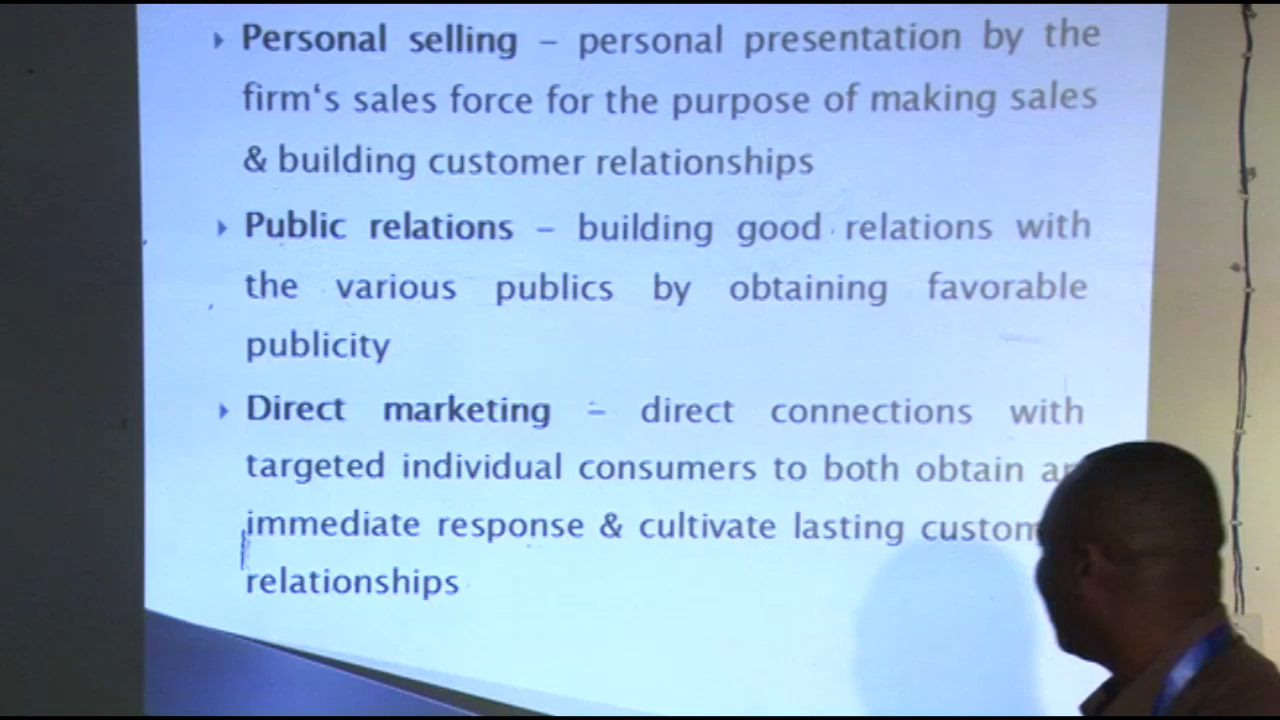 Personal selling – personal presentation by the
firm‘s sales force for the purpose of making sales
& building customer relationships
Public relations – building good relations with
the various publics by obtaining favorable
publicity
Direct marketing – direct connections with
targeted individual consumers to both obtain
immediate response & cultivate lasting
relationships